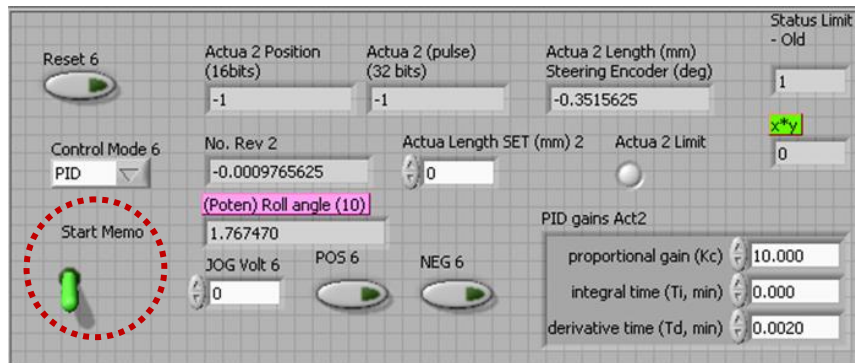 Reset 6
Actua 2 Position
(16bits)
-1
Actua 2 (pulse)
(32 bits)
-1
Actua 2 Length (mm)
Steering Encoder (deg)
-0.3515625
Status Limit
- Old
1
x*y
0
Control Mode 6
PID
No. Rev 2
-0.0009765625
Actua Length SET (mm) 2
0
Actua 2 Limit
(Poten) Roll angle (10)
1.767470
Start Memo
JOG Volt 6
0
POS 6
NEG 6
PID gains Act2
proportional gain (Kc) 10.000
integral time (Ti, min) 0.000
derivative time (Td, min) 0.0020